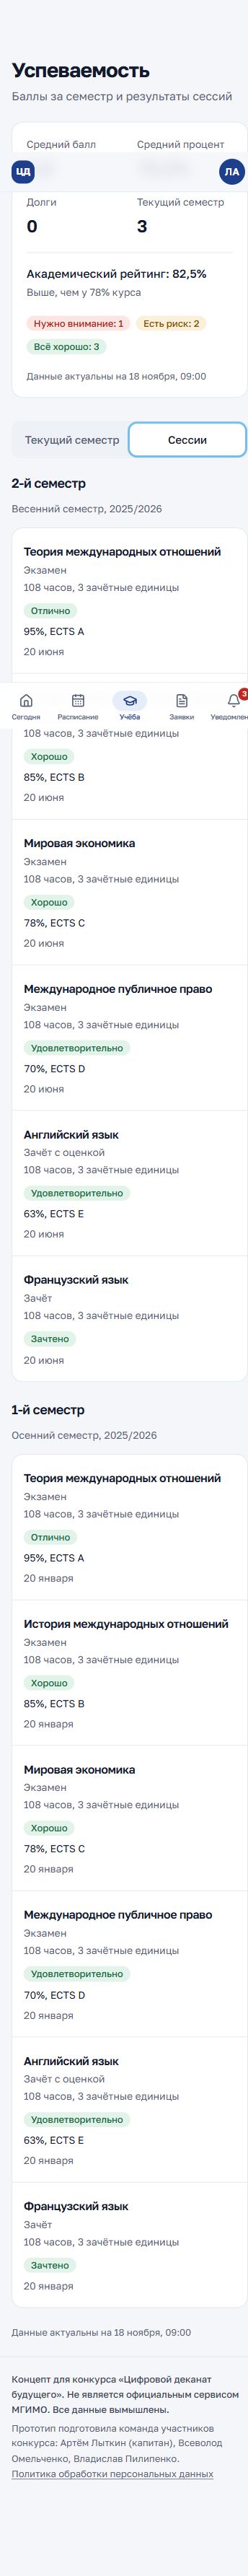 Успеваемость
Баллы за семестр и результаты сессий
Средний балл
Средний процент
ЦД
ЛА
Долги
Текущий семестр
0
3
Академический рейтинг: 82,5%
Выше, чем у 78% курса
Нужно внимание: 1
Есть риск: 2
Всё хорошо: 3
Данные актуальны на 18 ноября, 09:00
Текущий семестр
Сессии
2-й семестр
Весенний семестр, 2025/2026
Теория международных отношений
Экзамен
108 часов, 3 зачётные единицы
Отлично
95%, ECTS A
20 июня
Сегодня
Расписание
Учёба
Заявки
3
108 часов, 3 зачётные единицы
Хорошо
85%, ECTS B
20 июня
Мировая экономика
Экзамен
108 часов, 3 зачётные единицы
Хорошо
78%, ECTS C
20 июня
Международное публичное право
Экзамен
108 часов, 3 зачётные единицы
Удовлетворительно
70%, ECTS D
20 июня
Английский язык
Зачёт с оценкой
108 часов, 3 зачётные единицы
Удовлетворительно
63%, ECTS E
20 июня
Французский язык
Зачёт
108 часов, 3 зачётные единицы
Зачтено
20 июня
1-й семестр
Осенний семестр, 2025/2026
Теория международных отношений
Экзамен
108 часов, 3 зачётные единицы
Отлично
95%, ECTS A
20 января
История международных отношений
Экзамен
108 часов, 3 зачётные единицы
Хорошо
85%, ECTS B
20 января
Мировая экономика
Экзамен
108 часов, 3 зачётные единицы
Хорошо
78%, ECTS C
20 января
Международное публичное право
Экзамен
108 часов, 3 зачётные единицы
Удовлетворительно
70%, ECTS D
20 января
Английский язык
Зачёт с оценкой
108 часов, 3 зачётные единицы
Удовлетворительно
63%, ECTS E
20 января
Французский язык
Зачёт
108 часов, 3 зачётные единицы
Зачтено
20 января
Данные актуальны на 18 ноября, 09:00
Концепт для конкурса «Цифровой деканат
будущего». Не является официальным сервисом
МГИМО. Все данные вымышлены.
Прототип подготовила команда участников
конкурса: Артём Лыткин (капитан), Всеволод
Омельченко, Владислав Пилипенко.
Политика обработки персональных данных